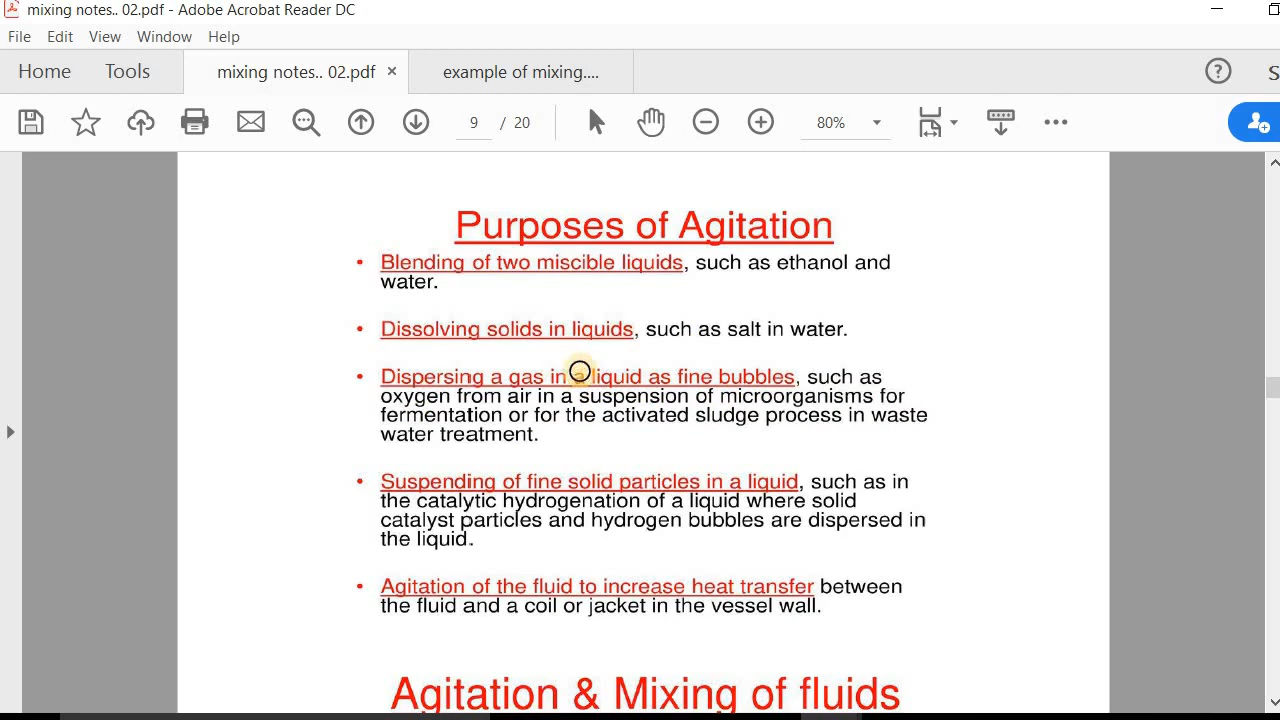 mixing notes.. 02.pdf - Adobe Acrobat Reader DC
File Edit View Window Help
Home Tools mixing notes.. 02.pdf × example of mixing....
9 / 20 80%
Purposes of Agitation
• Blending of two miscible liquids, such as ethanol and
water.
• Dissolving solids in liquids, such as salt in water.
• Dispersing a gas in a liquid as fine bubbles, such as
oxygen from air in a suspension of microorganisms for
fermentation or for the activated sludge process in waste
water treatment.
• Suspending of fine solid particles in a liquid, such as in
the catalytic hydrogenation of a liquid where solid
catalyst particles and hydrogen bubbles are dispersed in
the liquid.
• Agitation of the fluid to increase heat transfer between
the fluid and a coil or jacket in the vessel wall.
Agitation & Mixing of fluids